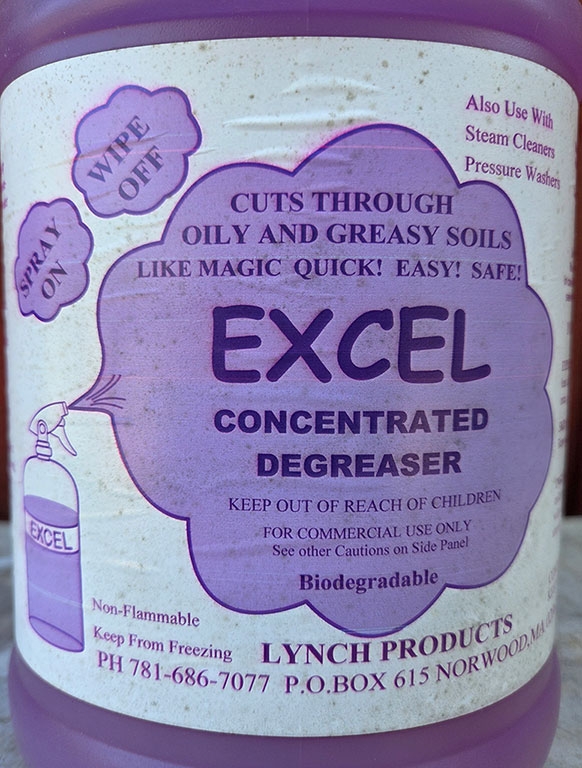 Also Use With
Steam Cleaners
Pressure Washers
WIPE
OFF
SPRAY
ON
CUTS THROUGH
OILY AND GREASY SOILS
LIKE MAGIC QUICK! EASY! SAFE!
EXCEL
CONCENTRATED
DEGREASER
KEEP OUT OF REACH OF CHILDREN
FOR COMMERCIAL USE ONLY
See other Cautions on Side Panel
Biodegradable
EXCEL
Non-Flammable
Keep From Freezing
LYNCH PRODUCTS
PH 781-686-7077 P.O.BOX 615 NORWOOD,MA